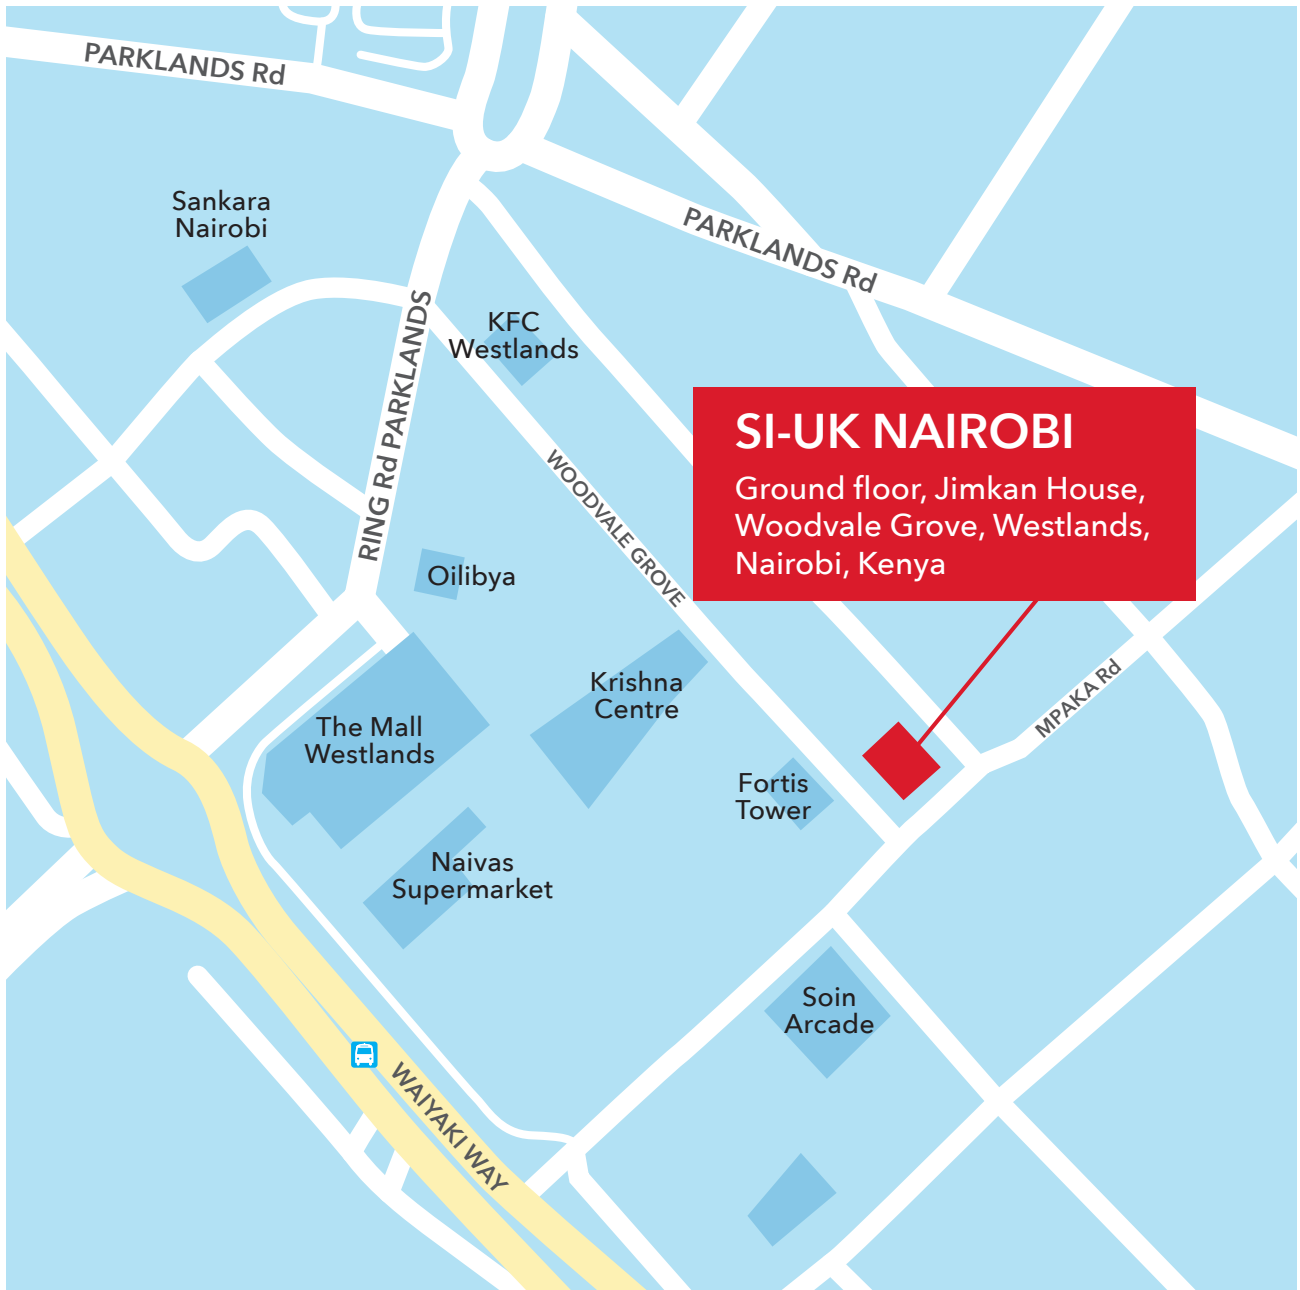 PARKLANDS Rd
Sankara
Nairobi
PARKLANDS Rd
RING Rd PARKLANDS
KFC
Westlands
SI-UK NAIROBI
Ground floor, Jimkan House,
Woodvale Grove, Westlands,
Nairobi, Kenya
WOODVALE GROVE
Oilibya
Krishna
Centre
MPAKA Rd
The Mall
Westlands
Fortis
Tower
Naivas
Supermarket
Soin
Arcade
WAIYAKI WAY